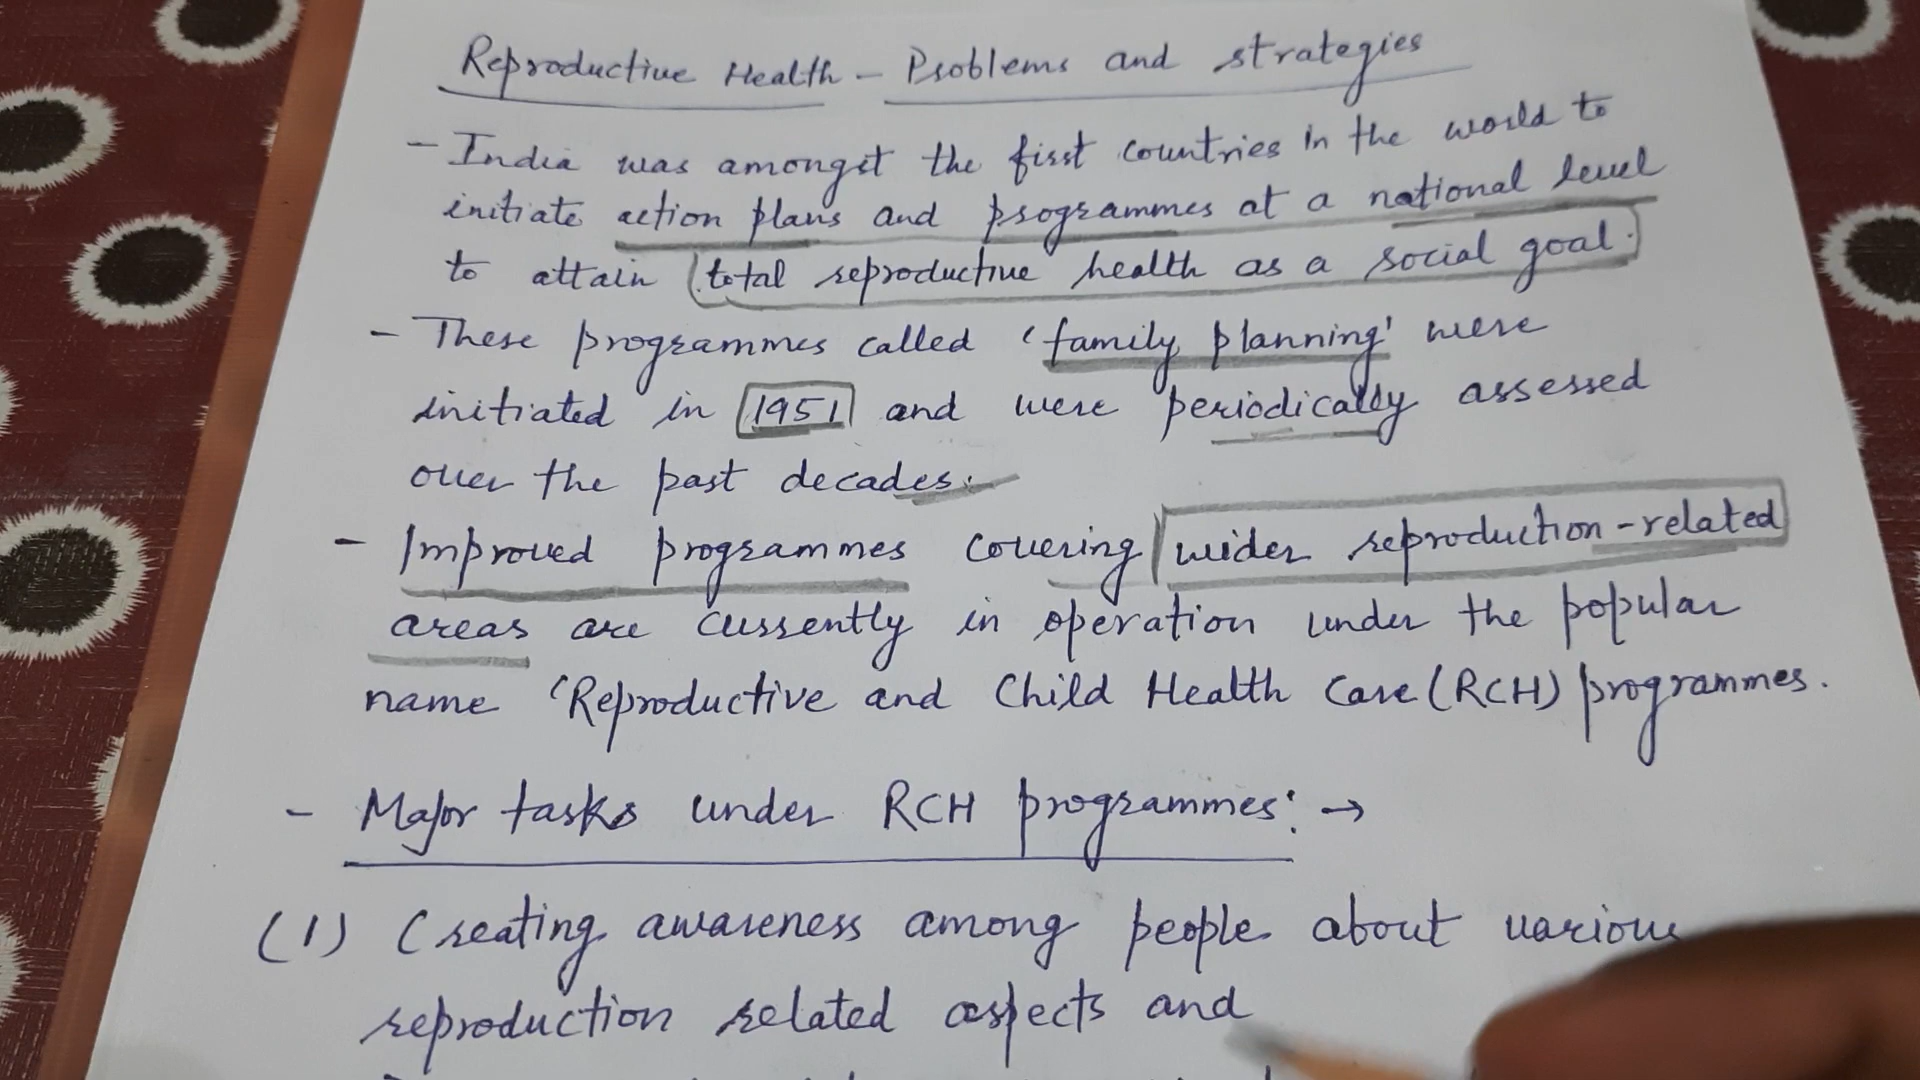 Reproductive Health - Problems and strategies
- India was amongst the first countries in the world to
initiate action plans and programmes at a national level
to attain total reproductive health as a social goal.
- These programmes called 'family planning' were
initiated in 1951 and were periodically assessed
over the past decades.
- Improved programmes covering wider reproduction-related
areas are currently in operation under the popular
name 'Reproductive and Child Health Care (RCH) programmes.
- Major tasks under RCH programmes: →
(1) Creating awareness among people about various
reproduction related aspects and